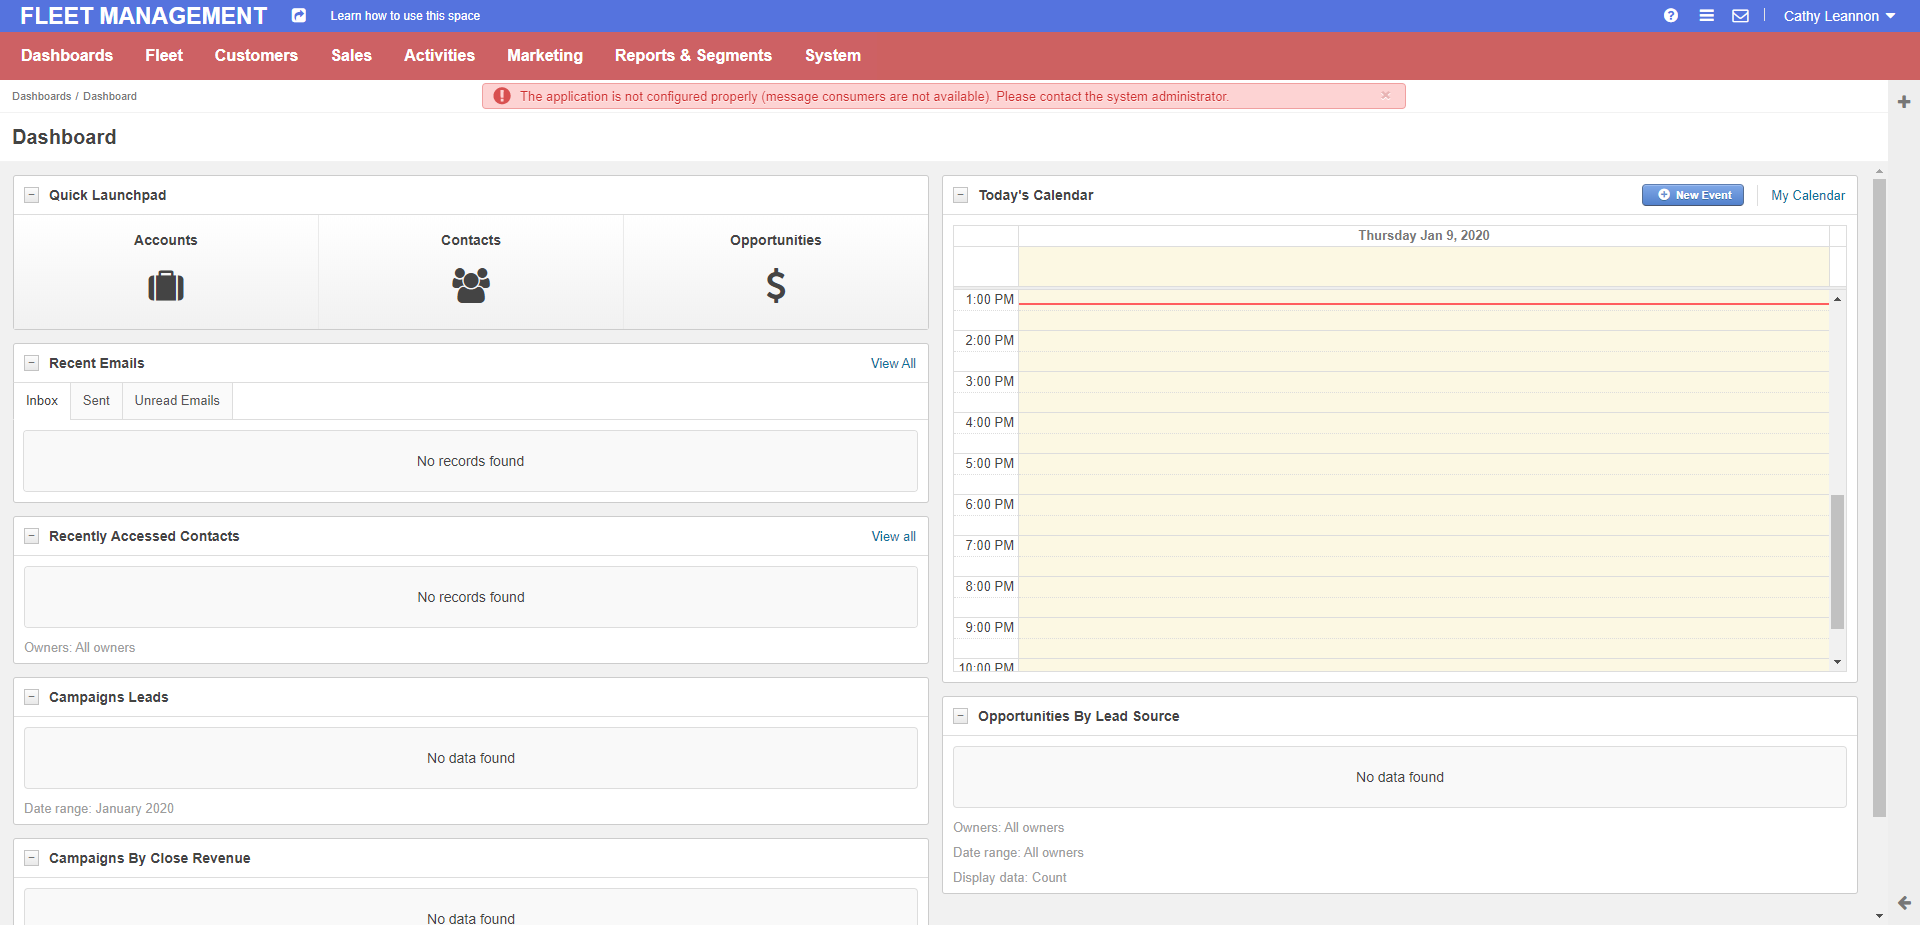 FLEET MANAGEMENT
Learn how to use this space
Cathy Leannon
Dashboards
Fleet
Customers
Sales
Activities
Marketing
Reports & Segments
System
Dashboards / Dashboard
The application is not configured properly (message consumers are not available). Please contact the system administrator.
Dashboard
Quick Launchpad
Accounts
Contacts
Opportunities
Recent Emails
View All
Inbox
Sent
Unread Emails
No records found
Recently Accessed Contacts
View all
No records found
Owners: All owners
Campaigns Leads
No data found
Date range: January 2020
Campaigns By Close Revenue
No data found
Today's Calendar
New Event
My Calendar
Thursday Jan 9, 2020
1:00 PM
2:00 PM
3:00 PM
4:00 PM
5:00 PM
6:00 PM
7:00 PM
8:00 PM
9:00 PM
10:00 PM
Opportunities By Lead Source
No data found
Owners: All owners
Date range: All owners
Display data: Count